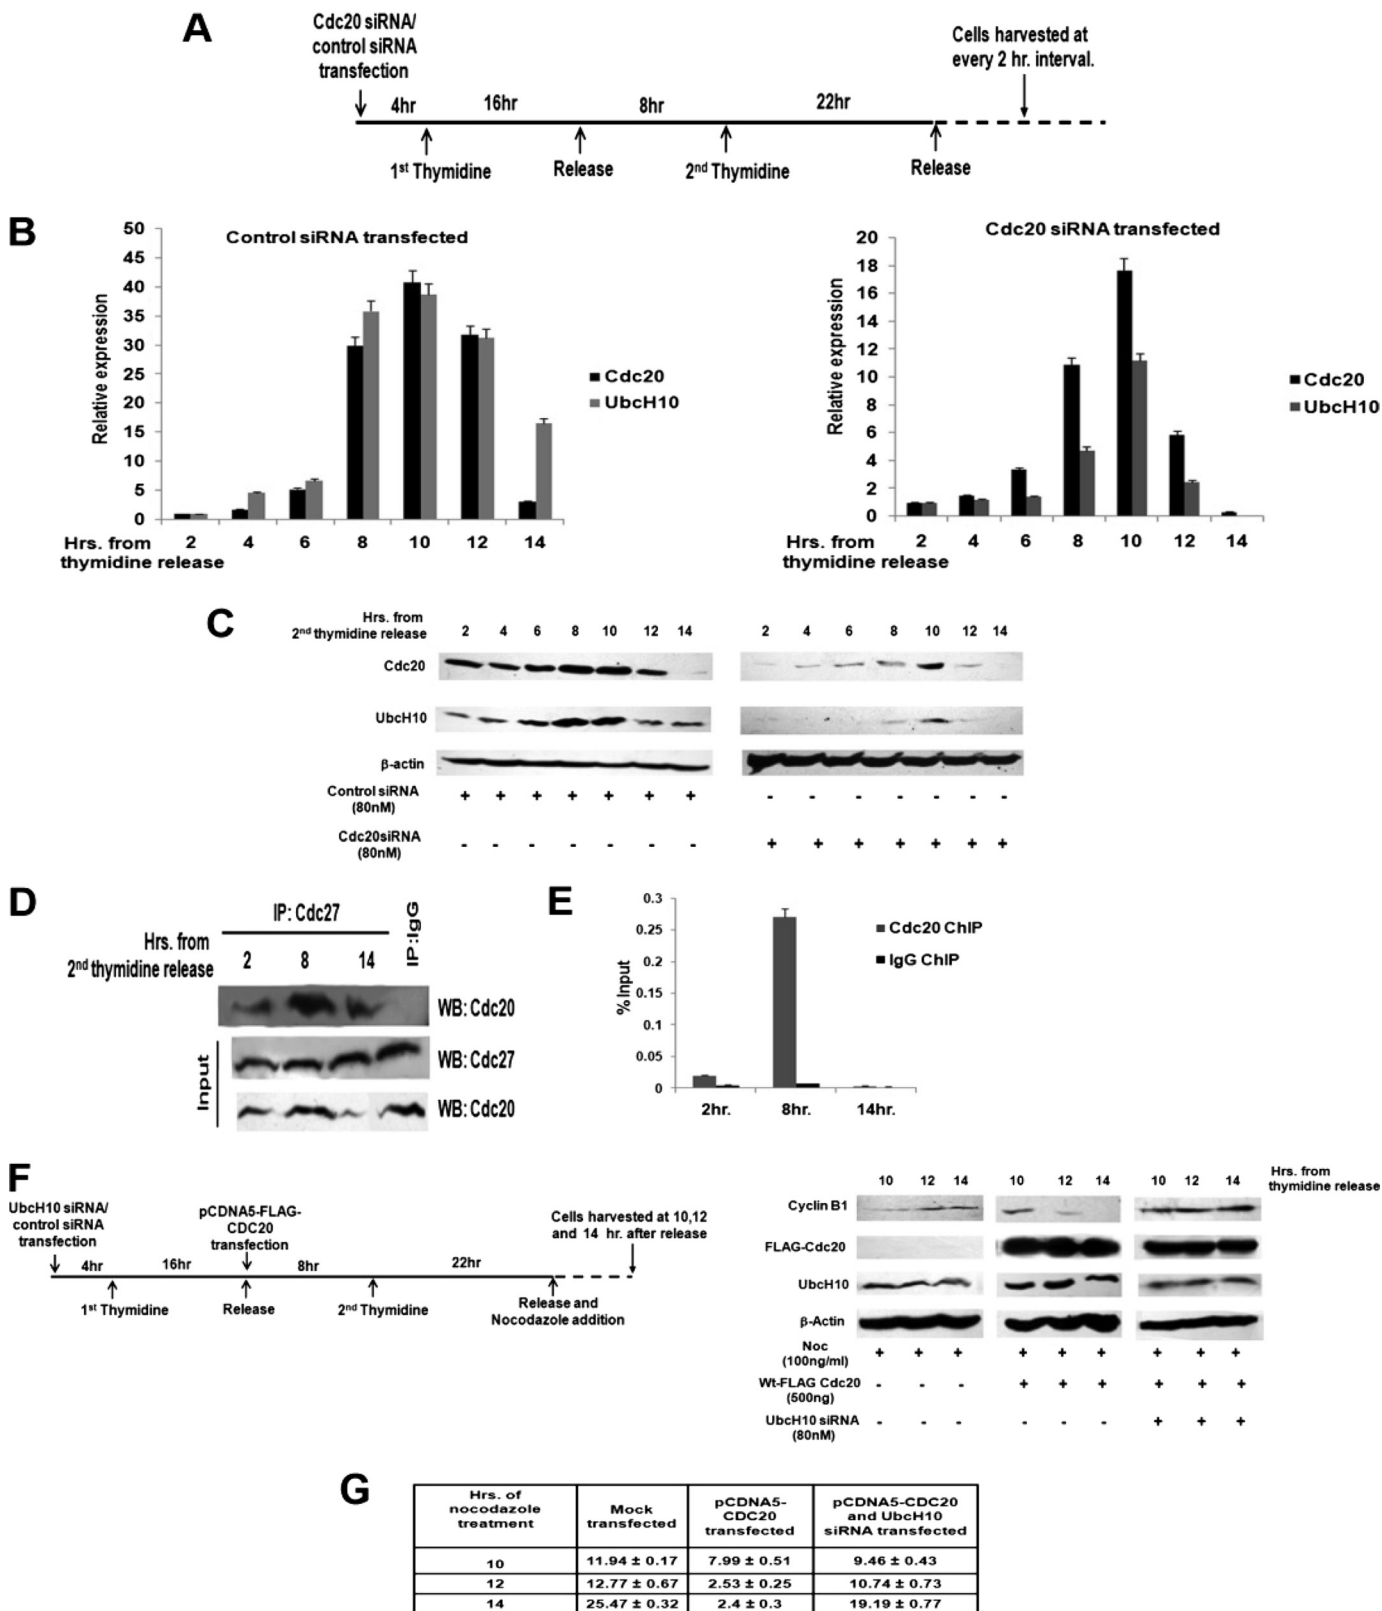 A
Cdc20 siRNA/
control siRNA
transfection
Cells harvested at
every 2 hr. interval.
4hr
16hr
8hr
22hr
1st Thymidine
Release
2nd Thymidine
Release
B
Control siRNA transfected
50
45
40
35
30
25
20
15
10
5
0
Relative expression
Cdc20
UbcH10
Hrs. from
thymidine release
2 4 6 8 10 12 14
Cdc20 siRNA transfected
20
18
16
14
12
10
8
6
4
2
0
Relative expression
Cdc20
UbcH10
Hrs. from
thymidine release
2 4 6 8 10 12 14
C
Hrs. from
2nd thymidine release
2 4 6 8 10 12 14 2 4 6 8 10 12 14
Cdc20
UbcH10
β-actin
Control siRNA
(80nM)
+ + + + + + + - - - - - - -
Cdc20siRNA
(80nM)
- - - - - - - + + + + + + +
D
IP: Cdc27
IP:IgG
Hrs. from
2nd thymidine release
2 8 14
WB: Cdc20
Input
WB: Cdc27
WB: Cdc20
E
0.3
0.25
0.2
0.15
0.1
0.05
0
% Input
Cdc20 ChIP
IgG ChIP
2hr. 8hr. 14hr.
F
UbcH10 siRNA/
control siRNA
transfection
pCDNA5-FLAG-
CDC20
transfection
Cells harvested at 10,12
and 14 hr. after release
4hr
16hr
8hr
22hr
1st Thymidine
Release
2nd Thymidine
Release and
Nocodazole addition
10 12 14 10 12 14 10 12 14
Hrs. from
thymidine release
Cyclin B1
FLAG-Cdc20
UbcH10
β-Actin
Noc
(100ng/ml)
+ + + + + + + + +
Wt-FLAG Cdc20
(500ng)
- - - + + + + + +
UbcH10 siRNA
(80nM)
- - - - - - + + +
G
Hrs. of
nocodazole
treatment
Mock
transfected
pCDNA5-
CDC20
transfected
pCDNA5-CDC20
and UbcH10
siRNA transfected
10 11.94 ± 0.17 7.99 ± 0.51 9.46 ± 0.43
12 12.77 ± 0.67 2.53 ± 0.25 10.74 ± 0.73
14 25.47 ± 0.32 2.4 ± 0.3 19.19 ± 0.77